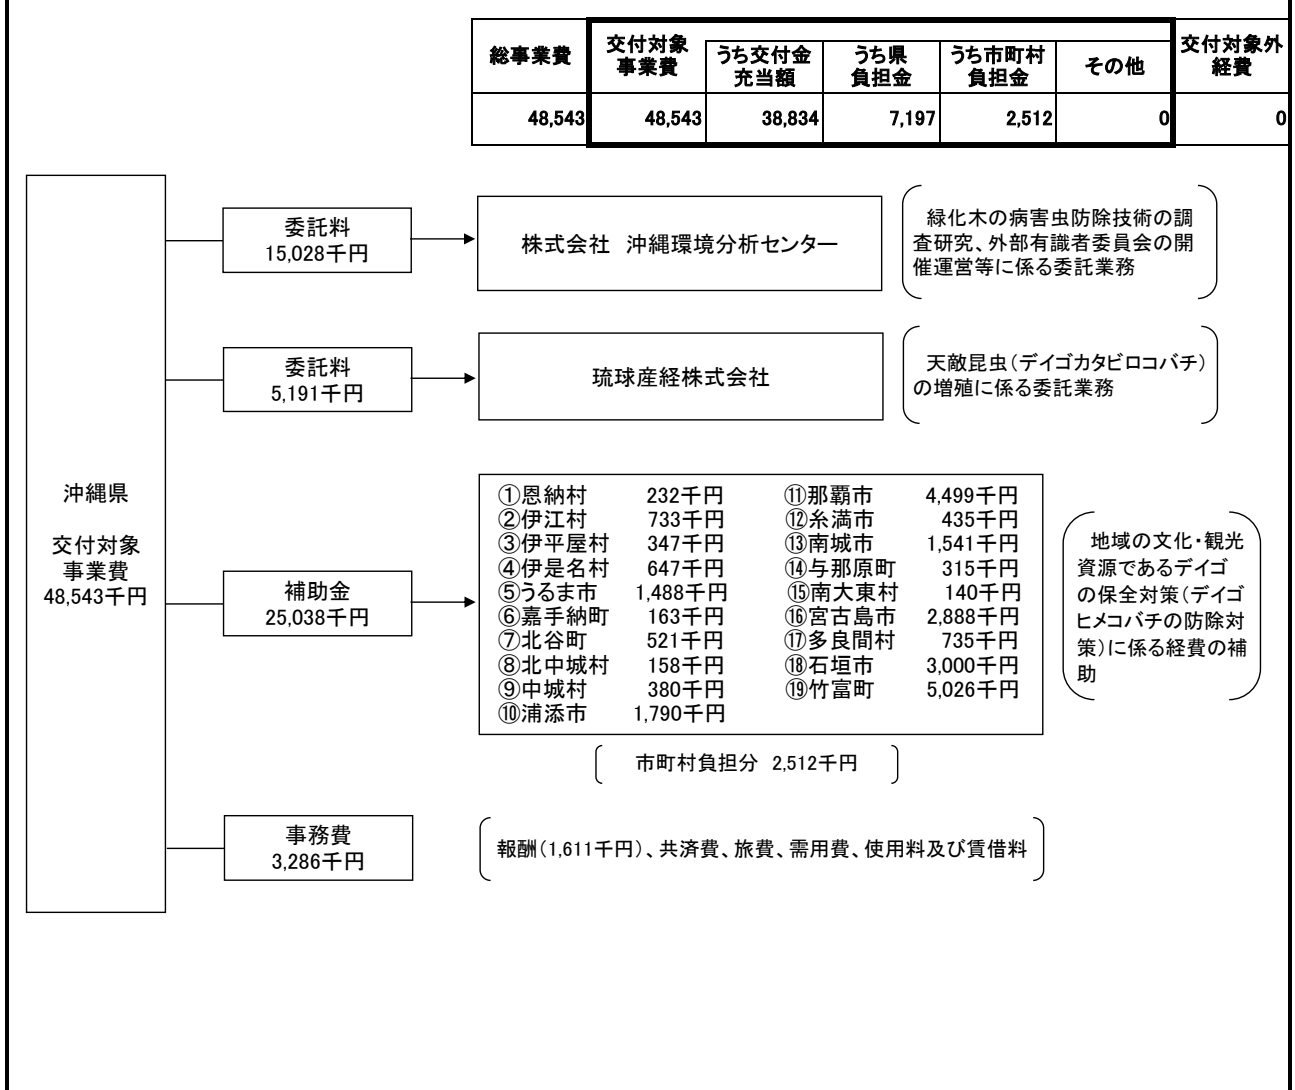 総事業費
交付対象
事業費
うち交付金
充当額
うち県
負担金
うち市町村
負担金
その他
交付対象外
経費
48,543 48,543 38,834 7,197 2,512 0 0
沖縄県
交付対象
事業費
48,543千円
委託料
15,028千円
株式会社 沖縄環境分析センター
緑化木の病害虫防除技術の調
査研究、外部有識者委員会の開
催運営等に係る委託業務
委託料
5,191千円
琉球産経株式会社
天敵昆虫（デイゴカタビロコバチ）
の増殖に係る委託業務
補助金
25,038千円
①恩納村 232千円 ⑪那覇市 4,499千円
②伊江村 733千円 ⑫糸満市 435千円
③伊平屋村 347千円 ⑬南城市 1,541千円
④伊是名村 647千円 ⑭与那原町 315千円
⑤うるま市 1,488千円 ⑮南大東村 140千円
⑥嘉手納町 163千円 ⑯宮古島市 2,888千円
⑦北谷町 521千円 ⑰多良間村 735千円
⑧北中城村 158千円 ⑱石垣市 3,000千円
⑨中城村 380千円 ⑲竹富町 5,026千円
⑩浦添市 1,790千円
地域の文化・観光
資源であるデイゴ
の保全対策（デイゴ
ヒメコバチの防除対
策）に係る経費の補
助
市町村負担分 2,512千円
事務費
3,286千円
報酬（1,611千円）、共済費、旅費、需用費、使用料及び賃借料